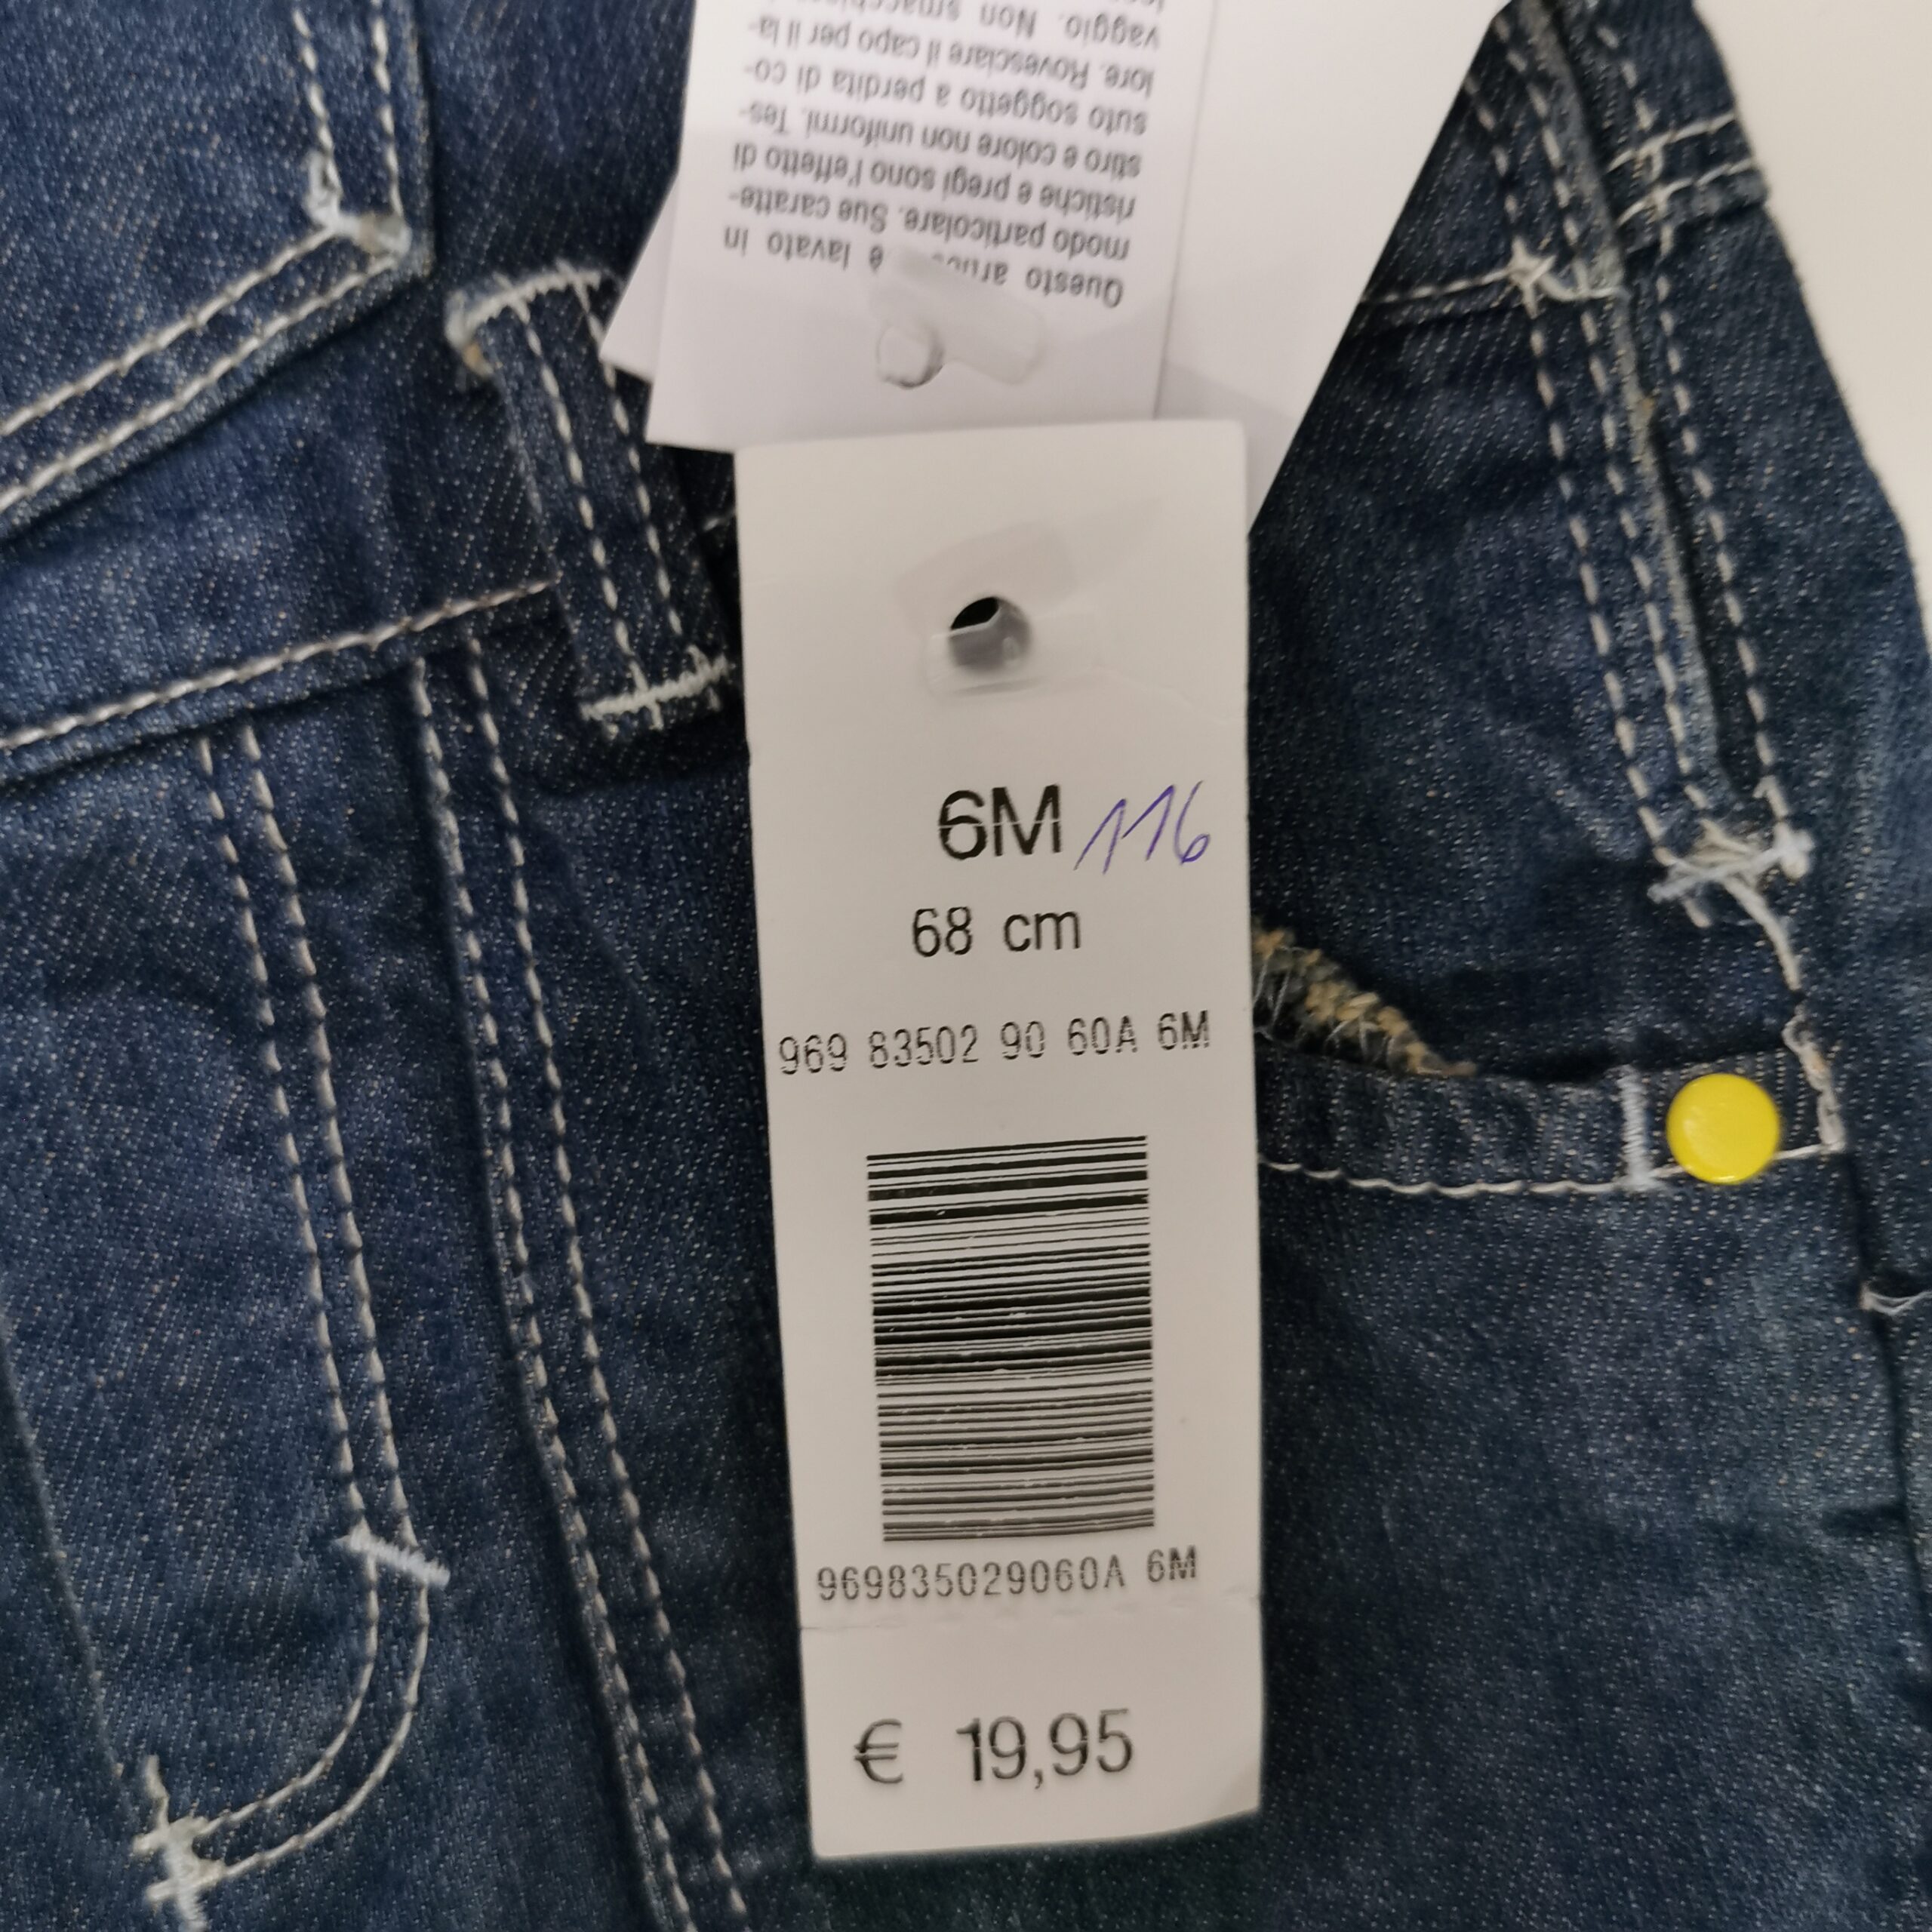 Questo è lavato in
modo particolare. Sue caratte-
ristiche e pregi sono l'effetto di
stiro e colore non uniformi. Tes-
suto soggetto a perdita di co-
lore. Rovesciare il capo per il la-
vaggio. Non
6M 116
68 cm
969 83502 90 60A 6M
969835029060A 6M
€ 19,95